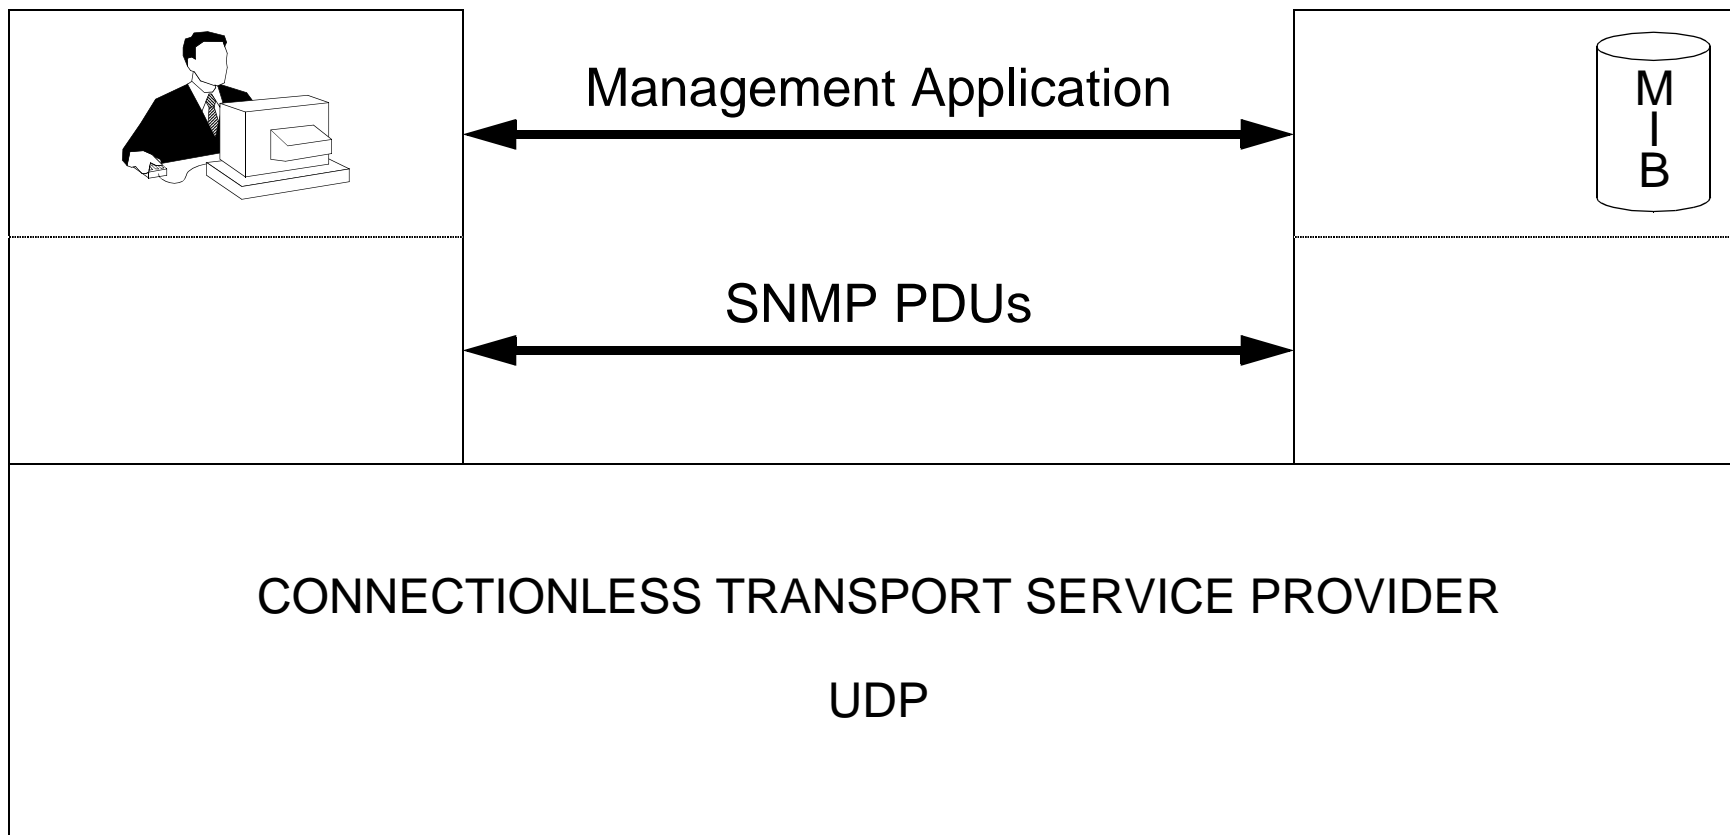 Management Application
M
I
B
SNMP PDUs
CONNECTIONLESS TRANSPORT SERVICE PROVIDER
UDP